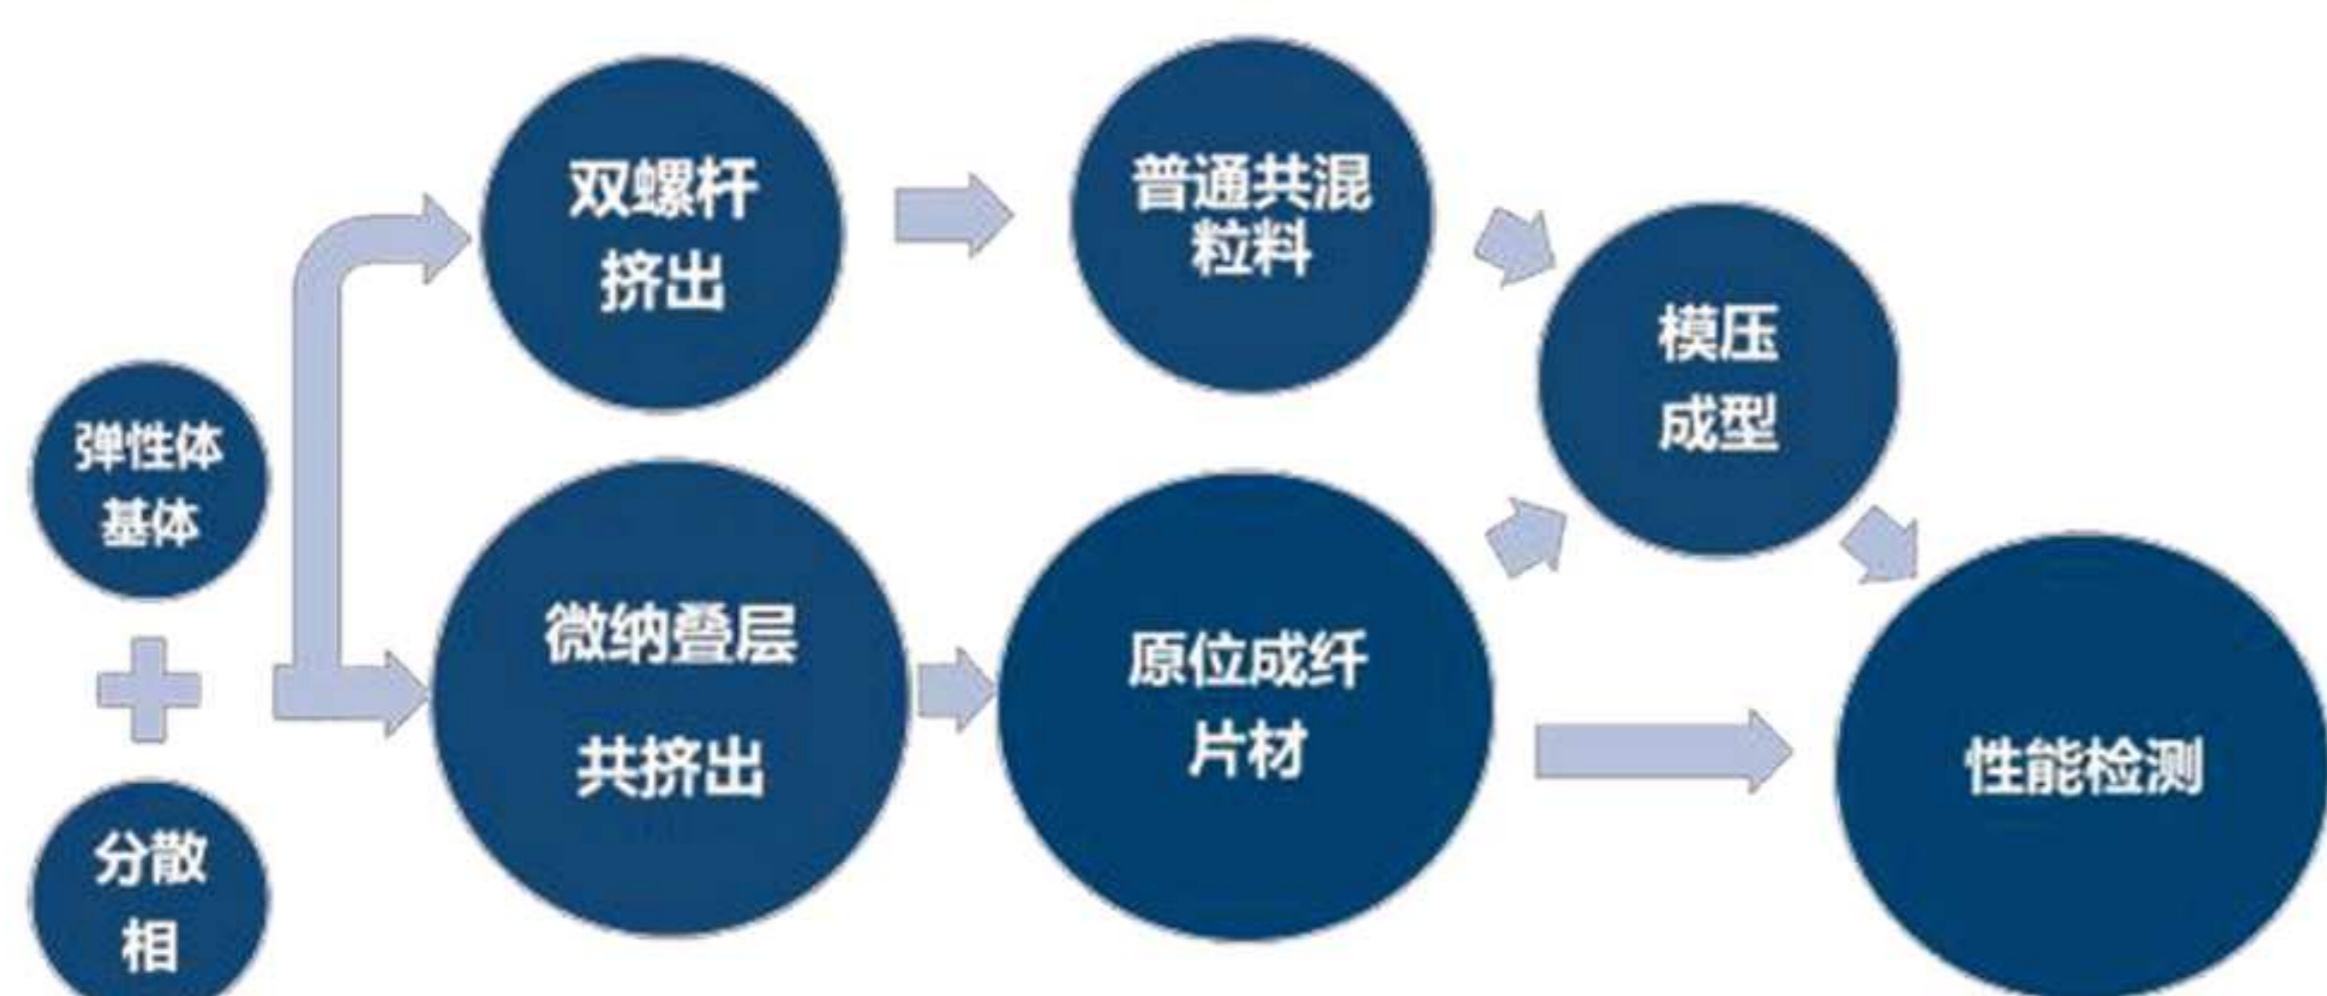 弹性体
基体
分散
相
双螺杆
挤出
微纳叠层
共挤出
普通共混
粒料
原位成纤
片材
模压
成型
性能检测